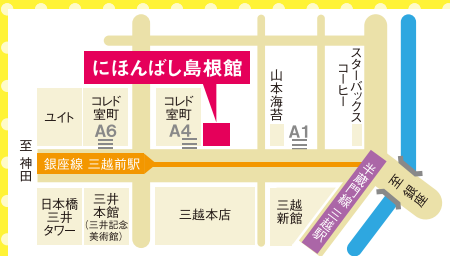 にほんばし島根館
ユイト
コレド
室町
A6
コレド
室町
A4
山本海苔
A1
スターバックス
コーヒー
至神田
銀座線 三越前駅
半蔵門線 三越駅
至銀座
日本橋
三井
タワー
三井
本館
(三井記念
美術館)
三越本店
三越
新館